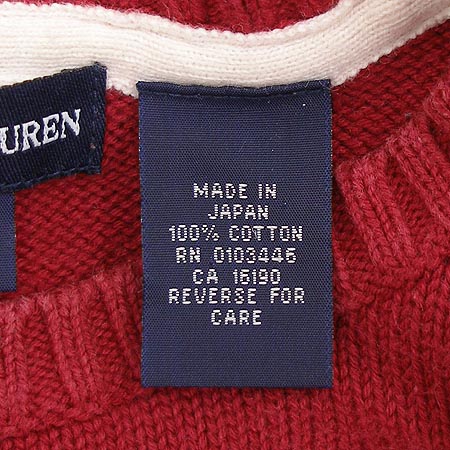 UREN
MADE IN
JAPAN
100% COTTON
RN 0103446
CA 16190
REVERSE FOR
CARE